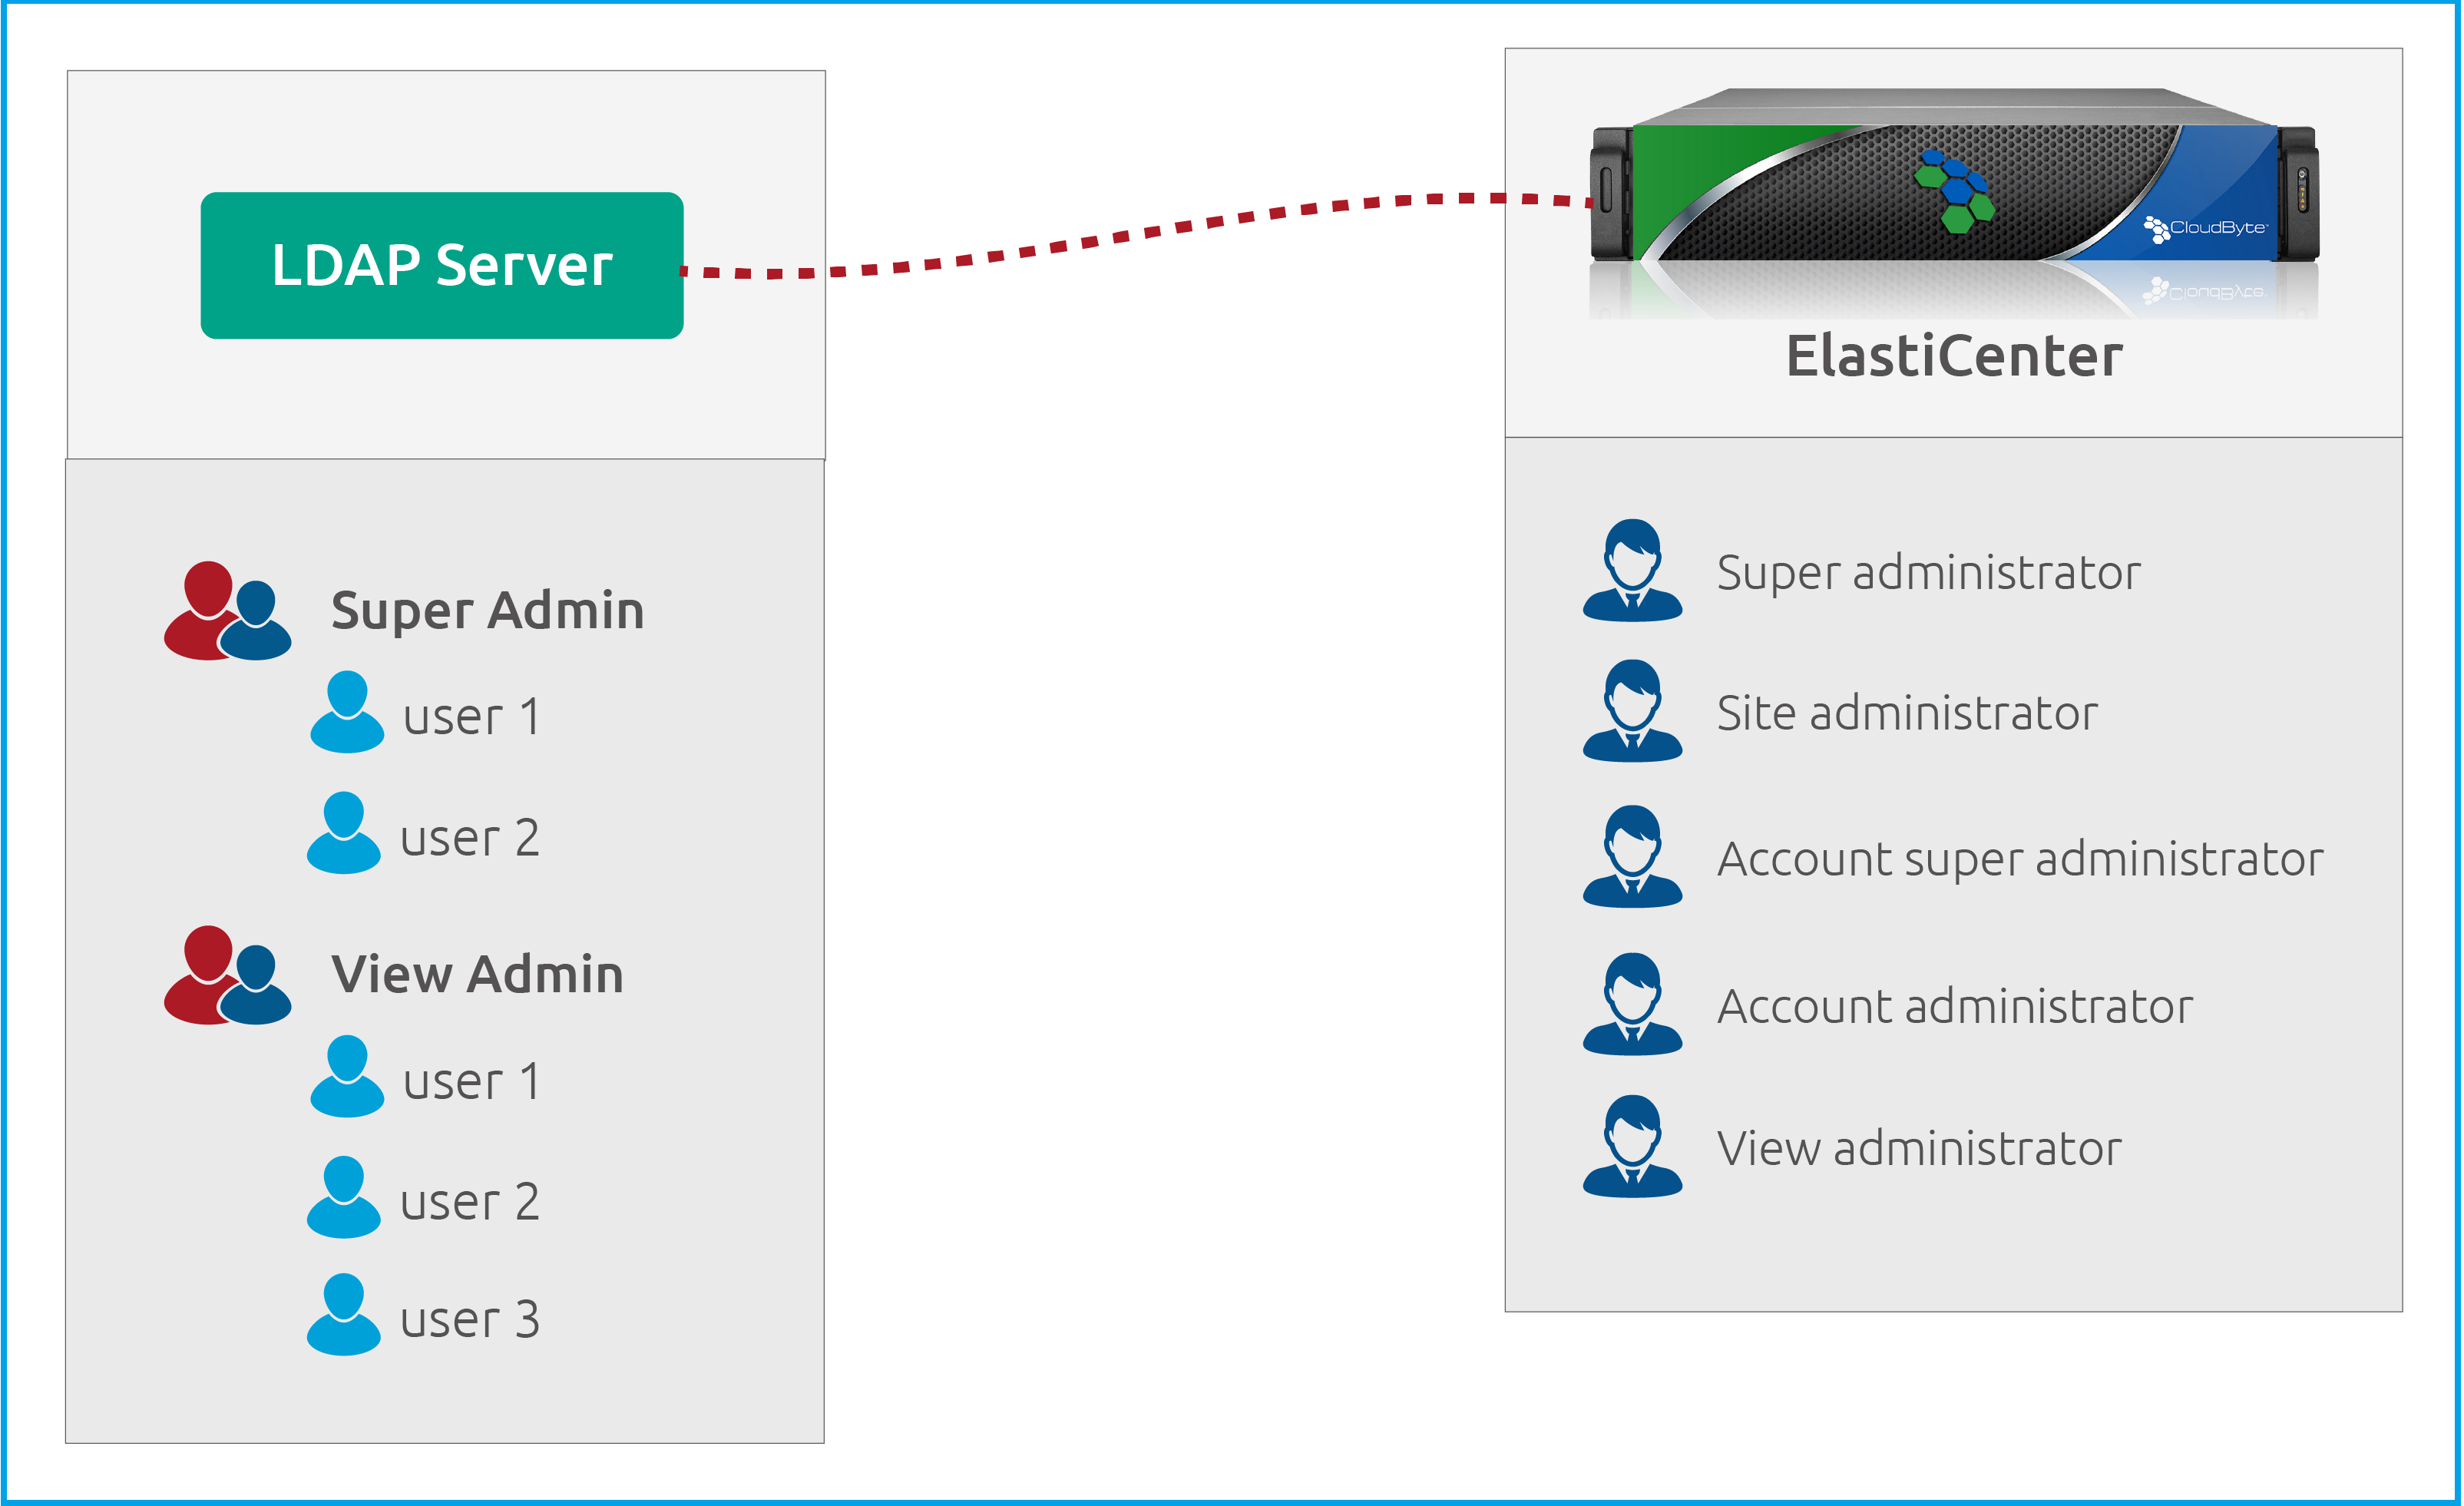 LDAP Server
Super Admin
user 1
user 2
View Admin
user 1
user 2
user 3
CloudByte
ElastiCenter
Super administrator
Site administrator
Account super administrator
Account administrator
View administrator